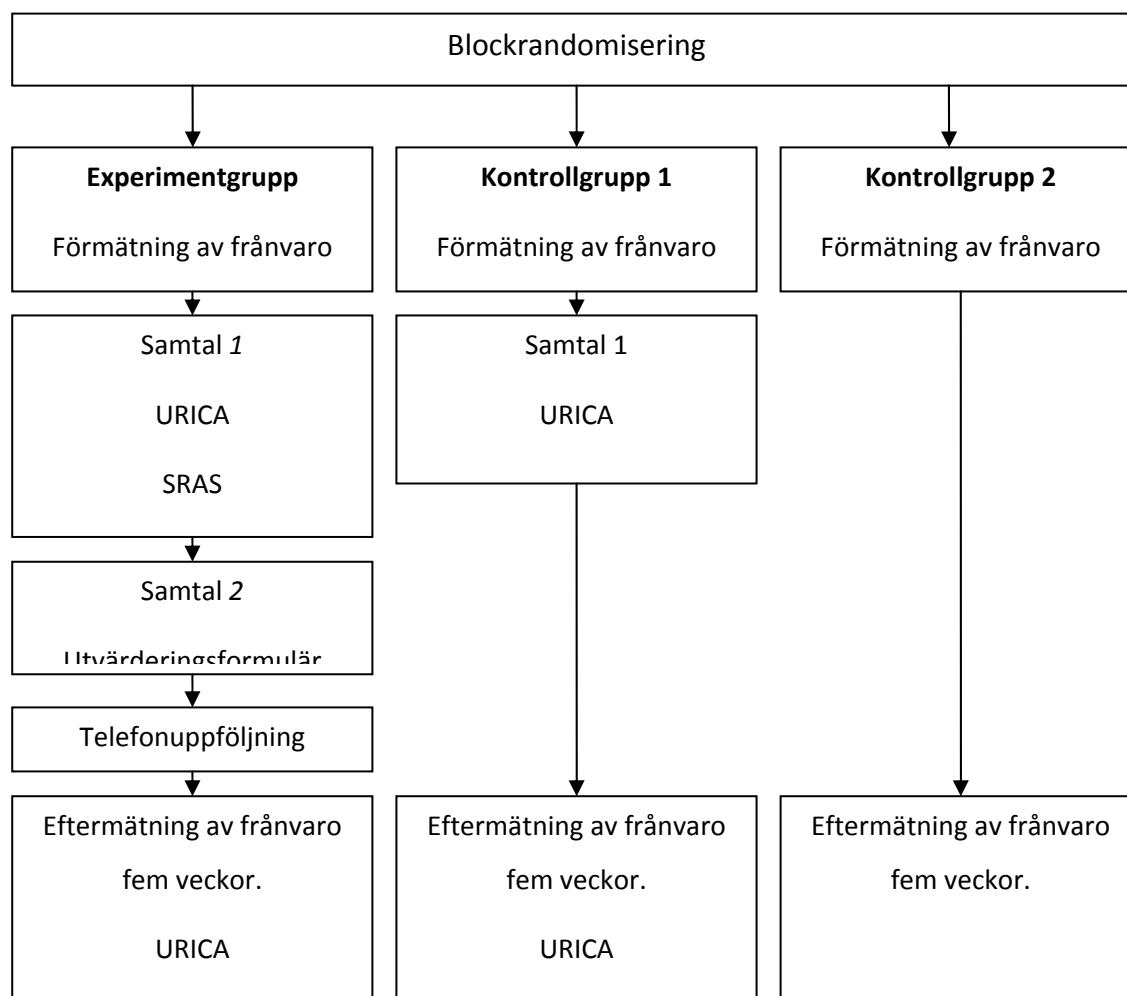 Blockrandomisering
Experimentgrupp
Förmätning av frånvaro
Samtal 1
URICA
SRAS
Samtal 2
Utvärderingsformulär
Telefonuppföljning
Eftermätning av frånvaro
fem veckor.
URICA
Kontrollgrupp 1
Förmätning av frånvaro
Samtal 1
URICA
Eftermätning av frånvaro
fem veckor.
URICA
Kontrollgrupp 2
Förmätning av frånvaro
Eftermätning av frånvaro
fem veckor.